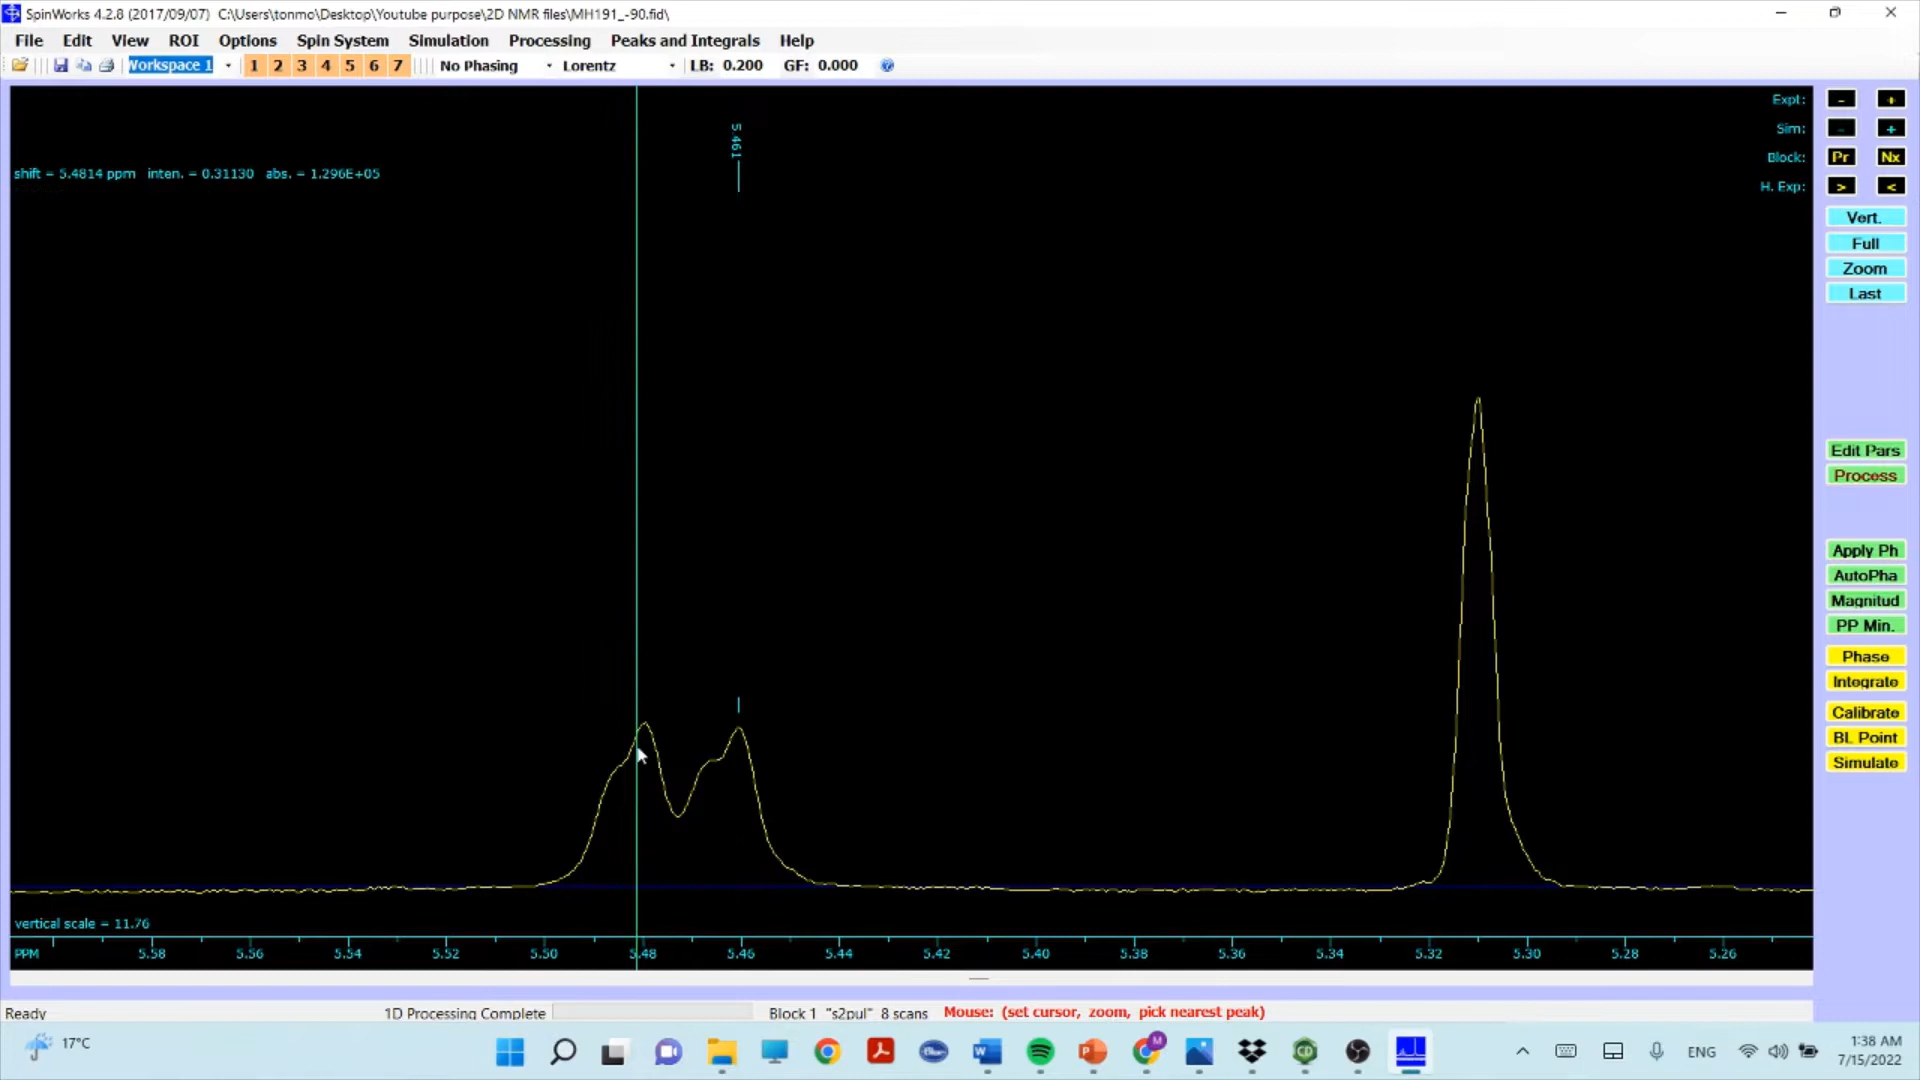 SpinWorks 4.2.8 (2017/09/07)   C:\Users\tonmo\Desktop\Youtube purpose\2D NMR files\MH191_-90.fid\
File Edit View ROI Options Spin System Simulation Processing Peaks and Integrals Help
Workspace 1 1 2 3 4 5 6 7 No Phasing Lorentz LB: 0.200 GF: 0.000
Expt: - +
5.461
Sim: - +
Block: Pr Nx
shift = 5.4814 ppm inten. = 0.31130 abs. = 1.296E+05
H. Exp: > <
Vert.
Full
Zoom
Last
Edit Pars
Process
Apply Ph
AutoPha
Magnitud
PP Min.
Phase
Integrate
Calibrate
BL Point
Simulate
vertical scale = 11.76
PPM 5.58 5.56 5.54 5.52 5.50 5.48 5.46 5.44 5.42 5.40 5.38 5.36 5.34 5.32 5.30 5.28 5.26
Ready 1D Processing Complete Block 1 "s2pul" 8 scans Mouse: (set cursor, zoom, pick nearest peak)
17°C
ENG
1:38 AM
7/15/2022